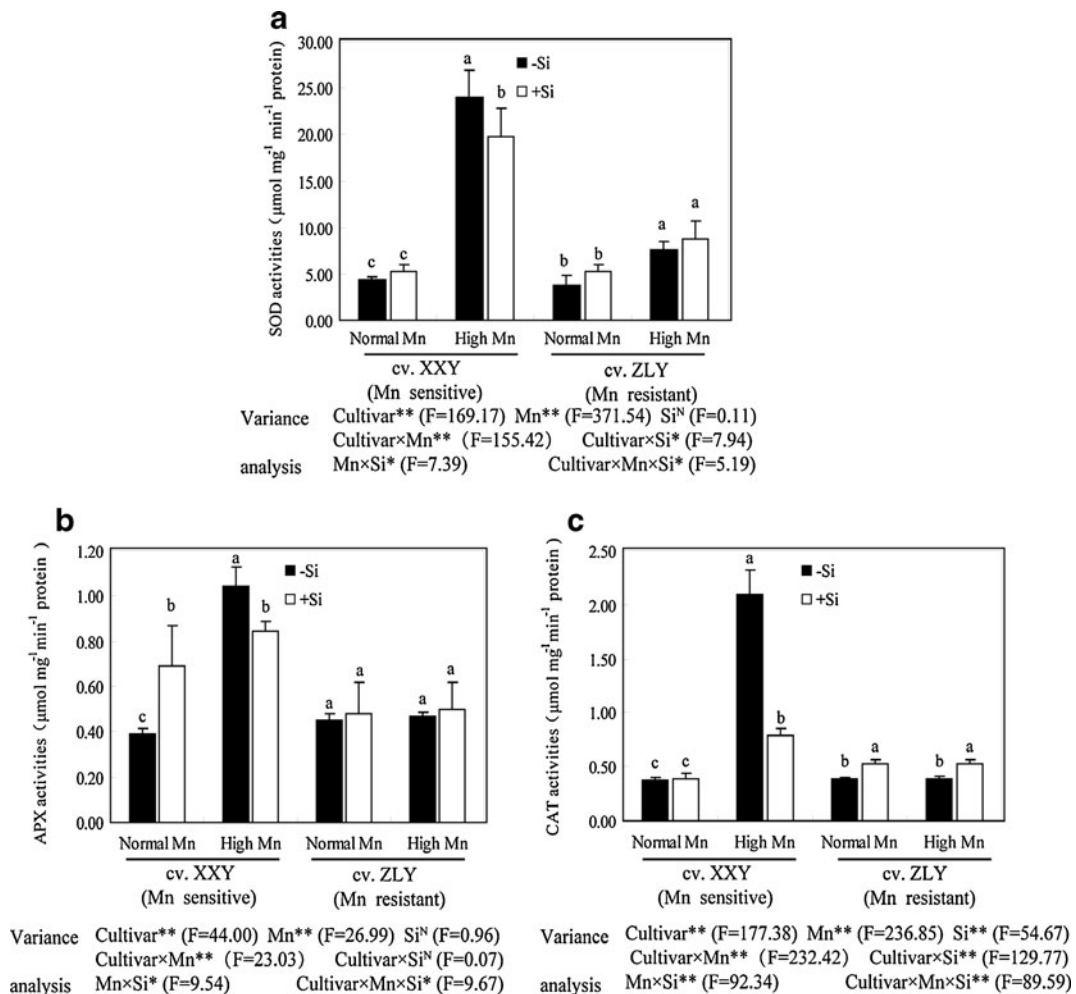 a
30.00
25.00
20.00
15.00
10.00
5.00
0.00
SOD activities (μmol mg⁻¹ min⁻¹ protein)
-Si
+Si
c c a b b b a a
Normal Mn High Mn Normal Mn High Mn
cv. XXY cv. ZLY
(Mn sensitive) (Mn resistant)
Variance Cultivar** (F=169.17) Mn** (F=371.54) Siᴺ (F=0.11)
Cultivar×Mn** (F=155.42) Cultivar×Si* (F=7.94)
analysis Mn×Si* (F=7.39) Cultivar×Mn×Si* (F=5.19)
b
1.20
1.00
0.80
0.60
0.40
0.20
0.00
APX activities (μmol mg⁻¹ min⁻¹ protein )
-Si
+Si
c b a b a a a a
Normal Mn High Mn Normal Mn High Mn
cv. XXY cv. ZLY
(Mn sensitive) (Mn resistant)
Variance Cultivar** (F=44.00) Mn** (F=26.99) Siᴺ (F=0.96)
Cultivar×Mn** (F=23.03) Cultivar×Siᴺ (F=0.07)
analysis Mn×Si* (F=9.54) Cultivar×Mn×Si* (F=9.67)
c
2.50
2.00
1.50
1.00
0.50
0.00
CAT activities (μmol mg⁻¹min⁻¹ protein)
-Si
+Si
c c a b b a b a
Normal Mn High Mn Normal Mn High Mn
cv. XXY cv. ZLY
(Mn sensitive) (Mn resistant)
Variance Cultivar** (F=177.38) Mn** (F=236.85) Si** (F=54.67)
Cultivar×Mn** (F=232.42) Cultivar×Si** (F=129.77)
analysis Mn×Si** (F=92.34) Cultivar×Mn×Si** (F=89.59)